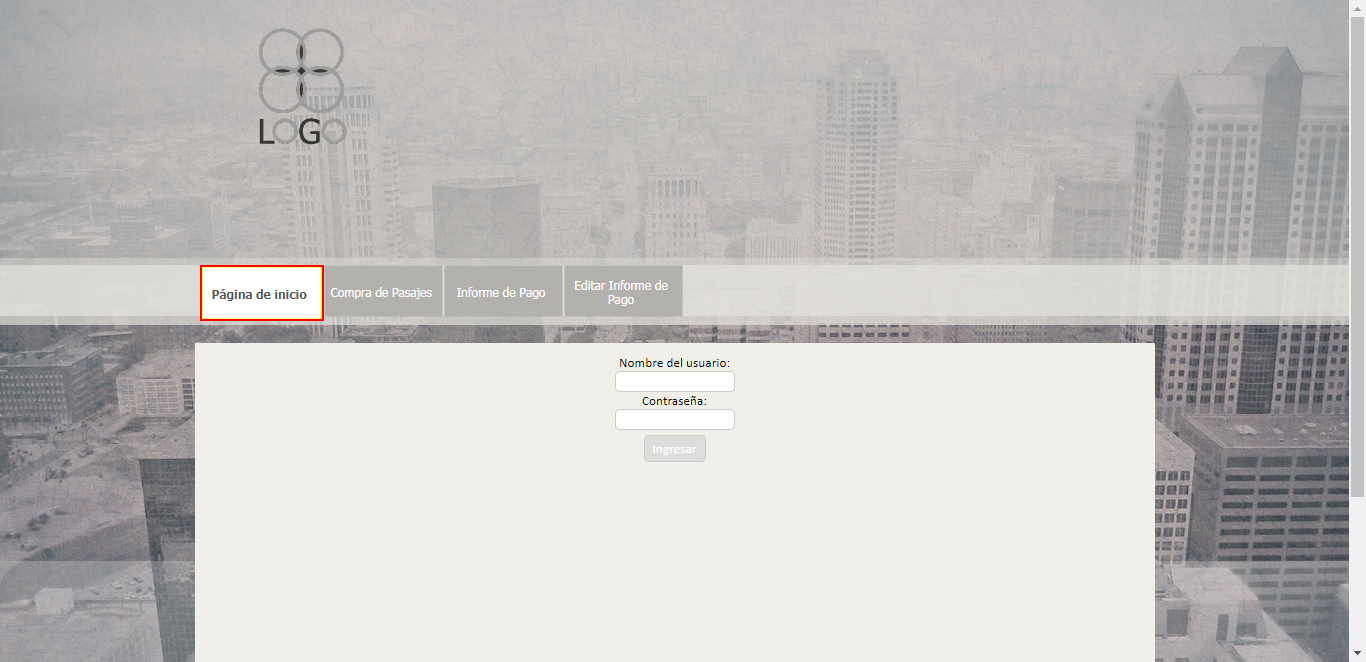 LOGO
Página de inicio
Compra de Pasajes
Informe de Pago
Editar Informe de
Pago
Nombre del usuario:
Contraseña:
Ingresar